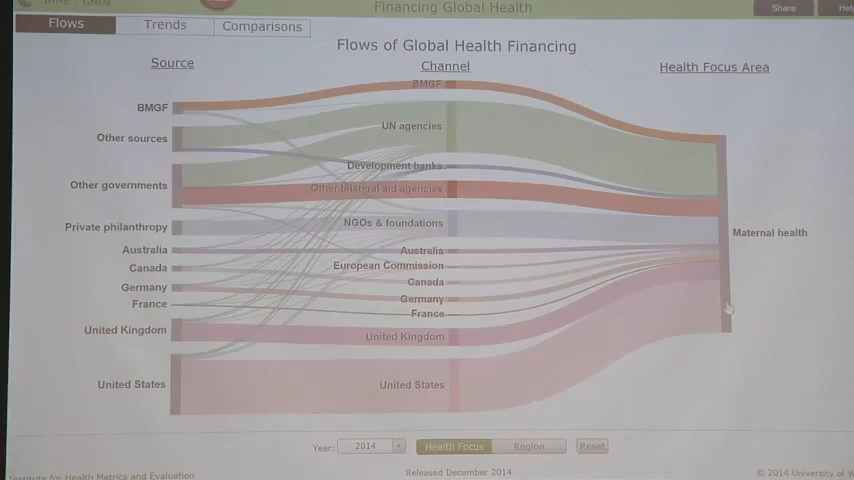 IHME | GHDx
Financing Global Health
Share
Help
Flows
Trends
Comparisons
Flows of Global Health Financing
Source
Channel
Health Focus Area
BMGF
Other sources
Other governments
Private philanthropy
Australia
Canada
Germany
France
United Kingdom
United States
BMGF
UN agencies
Development banks
Other bilateral aid agencies
NGOs & foundations
Australia
European Commission
Canada
Germany
France
United Kingdom
United States
Maternal health
Year:
2014
Health Focus
Region
Reset
Institute for Health Metrics and Evaluation
Released December 2014
© 2014 University of W